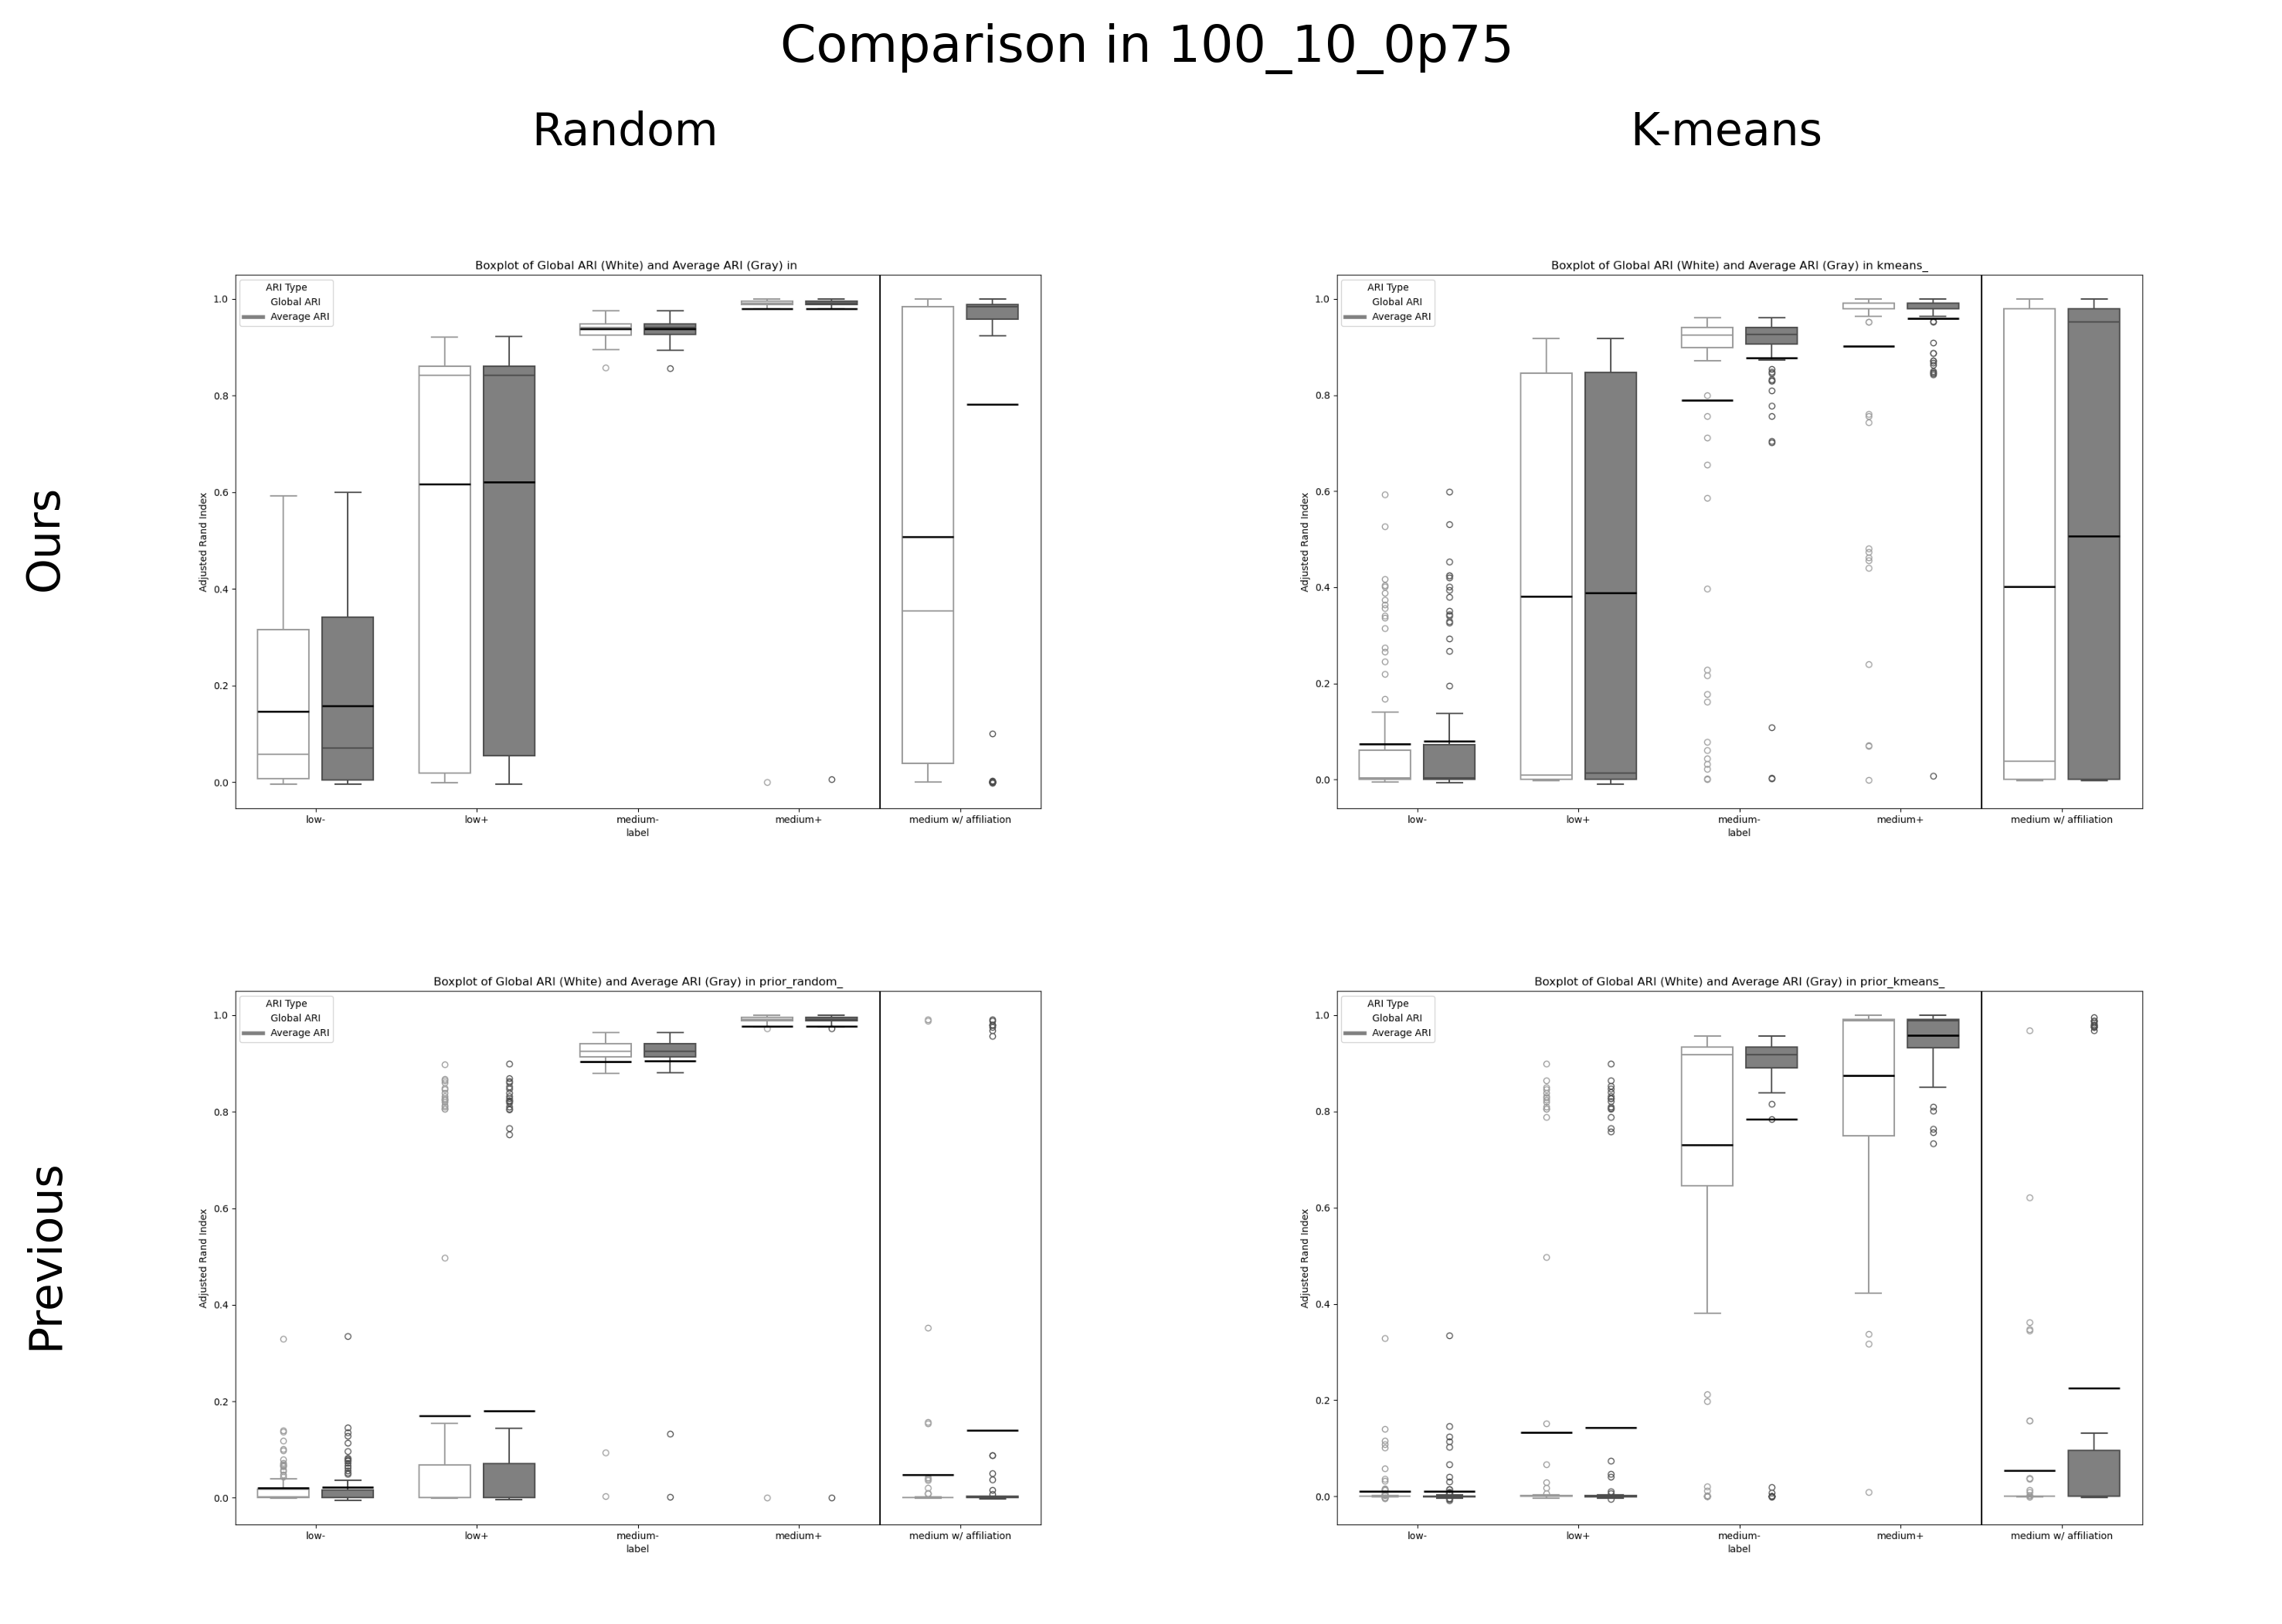 Comparison in 100_10_0p75
Random
K-means
Ours
Boxplot of Global ARI (White) and Average ARI (Gray) in
ARI Type
Global ARI
Average ARI
Adjusted Rand Index
1.0
0.8
0.6
0.4
0.2
0.0
low-
low+
medium-
medium+
medium w/ affiliation
label
Boxplot of Global ARI (White) and Average ARI (Gray) in kmeans_
ARI Type
Global ARI
Average ARI
Adjusted Rand Index
1.0
0.8
0.6
0.4
0.2
0.0
low-
low+
medium-
medium+
medium w/ affiliation
label
Previous
Boxplot of Global ARI (White) and Average ARI (Gray) in prior_random_
ARI Type
Global ARI
Average ARI
Adjusted Rand Index
1.0
0.8
0.6
0.4
0.2
0.0
low-
low+
medium-
medium+
medium w/ affiliation
label
Boxplot of Global ARI (White) and Average ARI (Gray) in prior_kmeans_
ARI Type
Global ARI
Average ARI
Adjusted Rand Index
1.0
0.8
0.6
0.4
0.2
0.0
low-
low+
medium-
medium+
medium w/ affiliation
label